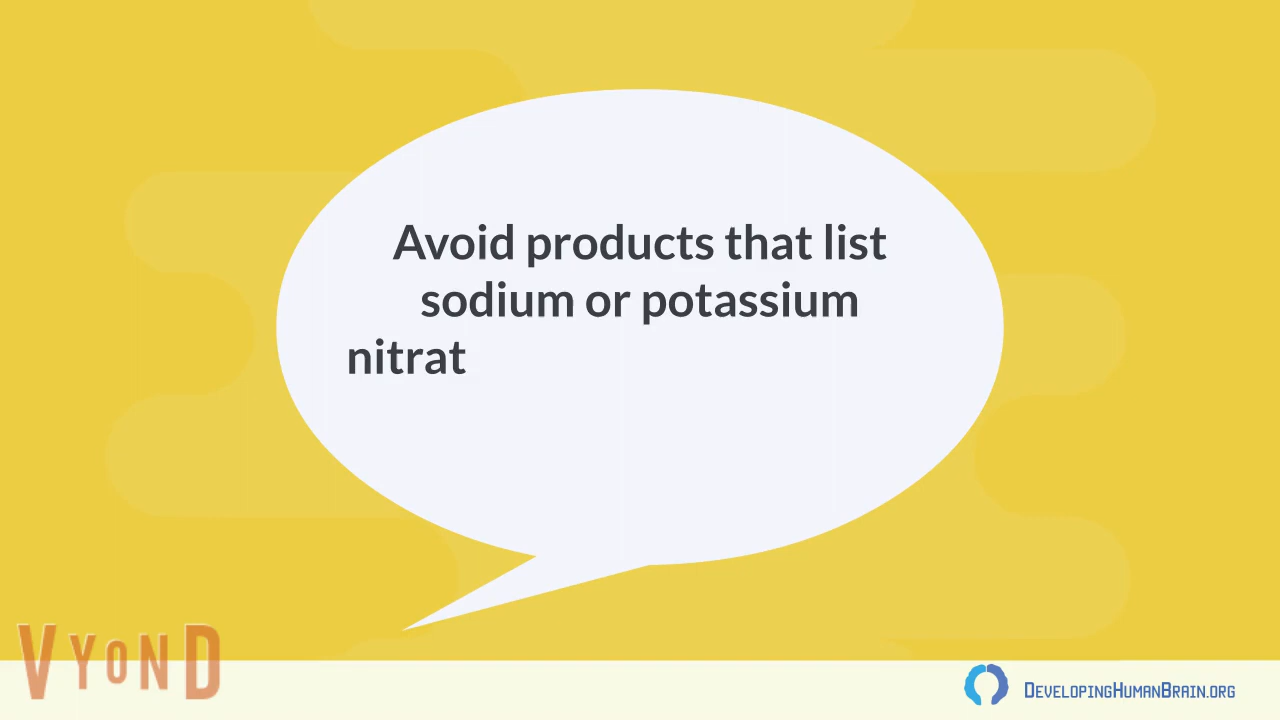 Avoid products that list
sodium or potassium
nitrat
VYOND
DEVELOPINGHUMANBRAIN.ORG